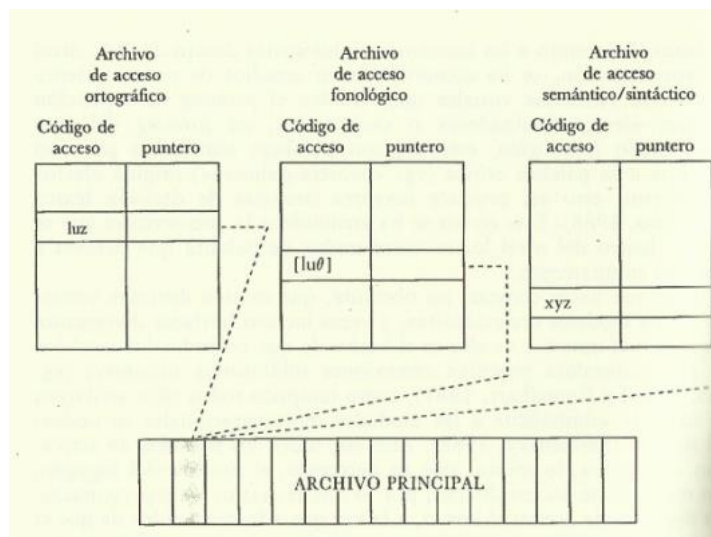 Archivo
de acceso
ortográfico
Código de
acceso puntero
luz
Archivo
de acceso
fonológico
Código de
acceso puntero
[luθ]
Archivo
de acceso
semántico/sintáctico
Código de
acceso puntero
xyz
ARCHIVO PRINCIPAL